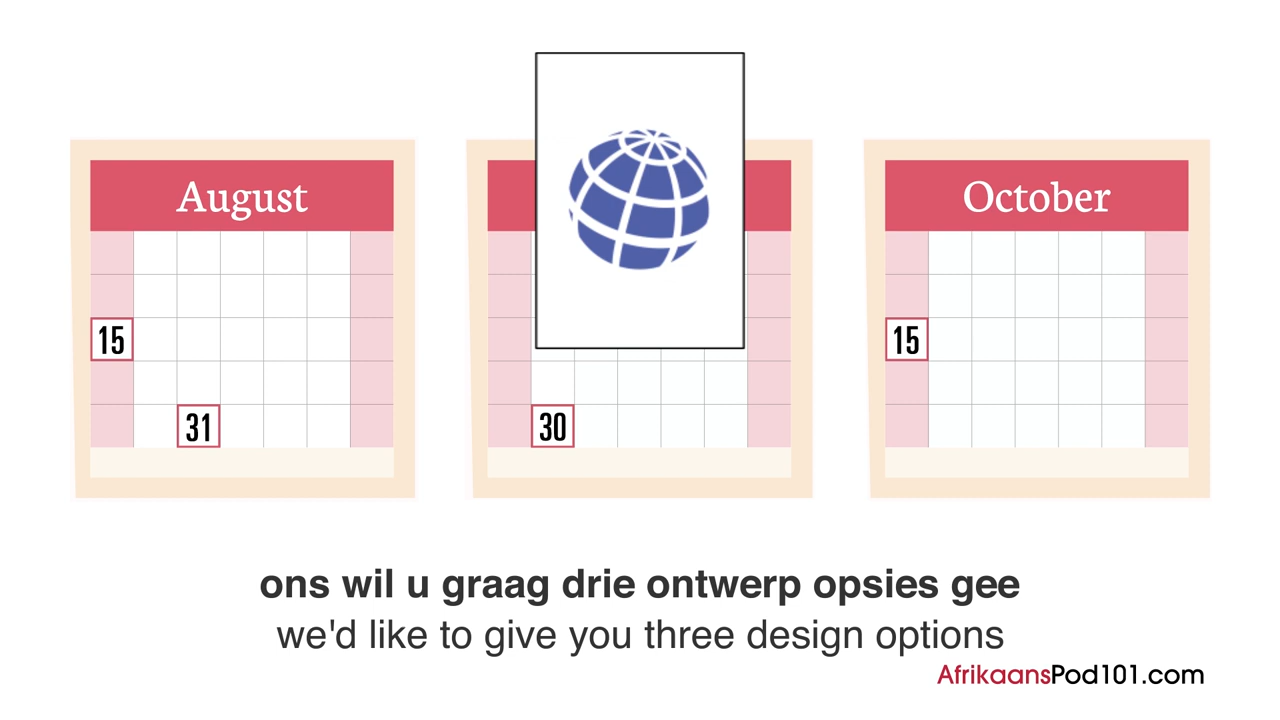 August
October
15
15
31
30
ons wil u graag drie ontwerp opsies gee
we'd like to give you three design options
AfrikaansPod101.com